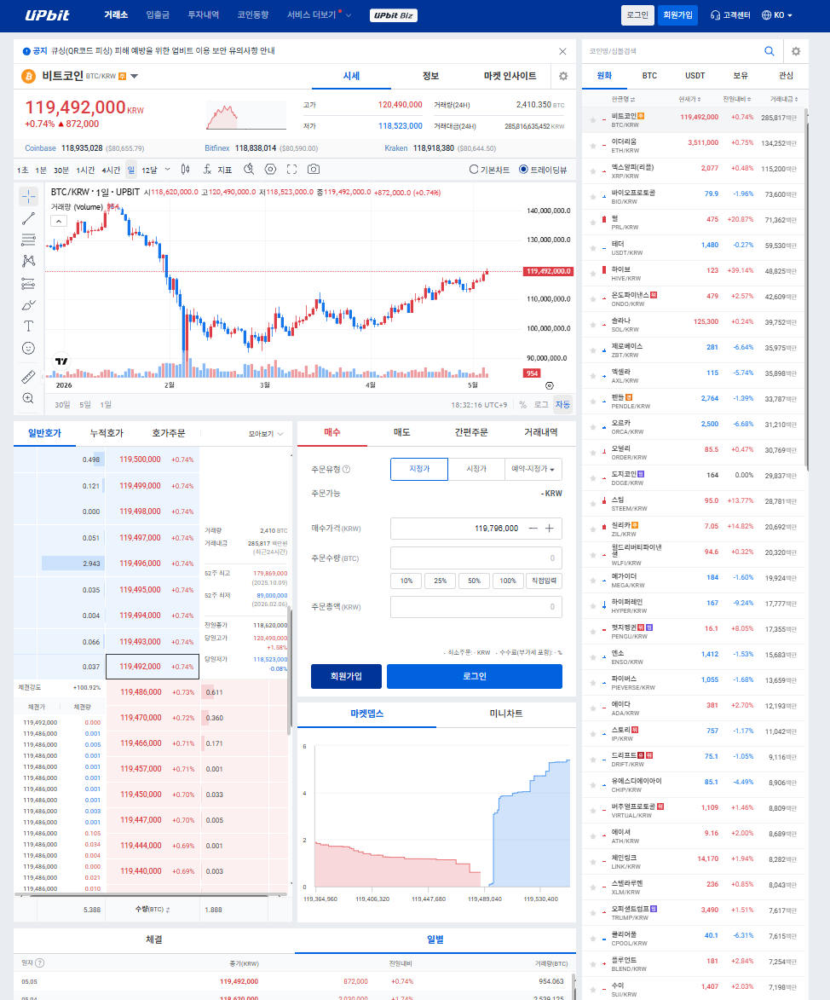 UPbit 거래소 입출금 투자내역 코인동향 서비스 더보기 UPbit Biz 로그인 회원가입 고객센터 KO
공지 큐싱(QR코드 피싱) 피해 예방을 위한 업비트 이용 보안 유의사항 안내
비트코인 BTC/KRW 주 시세 정보 마켓 인사이트
119,492,000 KRW
+0.74% ▲ 872,000
고가 120,490,000 거래량(24H) 2,410.350 BTC
저가 118,523,000 거래대금(24H) 285,816,635,452 KRW
Coinbase 118,935,028 ($80,655.79) Bitfinex 118,838,014 ($80,590.00) Kraken 118,918,380 ($80,644.50)
1초 1분 30분 1시간 4시간 일 12달 지표 기본차트 트레이딩뷰
BTC/KRW · 1일 · UPBIT 시118,620,000.0 고120,490,000.0 저118,523,000.0 종119,492,000.0 +872,000.0 (+0.74%)
거래량 (Volume) 954
140,000,000.0
130,000,000.0
119,492,000.0
110,000,000.0
100,000,000.0
90,000,000.0
954
2026 2월 3월 4월 5월
30일 5일 1일 18:32:16 UTC+9 % 로그 자동
일반호가 누적호가 호가주문 모아보기
0.498 119,500,000 +0.74%
0.121 119,499,000 +0.74%
0.000 119,498,000 +0.74%
0.051 119,497,000 +0.74%
2.943 119,496,000 +0.74%
0.035 119,495,000 +0.74%
0.004 119,494,000 +0.74%
0.066 119,493,000 +0.74%
0.037 119,492,000 +0.74%
거래량 2,410 BTC
거래대금 285,817 백만원
(최근24시간)
52주 최고 179,869,000
(2025.10.09)
52주 최저 89,000,000
(2026.02.06)
전일종가 118,620,000
당일고가 120,490,000
+1.58%
당일저가 118,523,000
-0.08%
체결강도 +100.92%
체결가 체결량
119,492,000 0.000
119,486,000 0.001
119,486,000 0.005
119,486,000 0.001
119,486,000 0.001
119,486,000 0.001
119,486,000 0.001
119,486,000 0.001
119,486,000 0.003
119,486,000 0.001
119,486,000 0.105
119,486,000 0.034
119,486,000 0.004
119,486,000 0.000
119,486,000 0.021
119,486,000 0.010
119,486,000 +0.73% 0.611
119,470,000 +0.72% 0.360
119,466,000 +0.71% 0.171
119,457,000 +0.71% 0.001
119,450,000 +0.70% 0.033
119,447,000 +0.70% 0.005
119,444,000 +0.69% 0.001
119,440,000 +0.69% 0.003
5.388 수량(BTC) 1.888
매수 매도 간편주문 거래내역
주문유형 지정가 시장가 예약-지정가
주문가능 - KRW
매수가격 (KRW) 119,796,000
주문수량 (BTC) 0
10% 25% 50% 100% 직접입력
주문총액 (KRW) 0
· 최소주문: - KRW · 수수료(부가세 포함): - %
회원가입 로그인
마켓뎁스 미니차트
6
4
2
0
119,364,960 119,406,320 119,447,680 119,489,040 119,530,400
체결 일별
일자 종가(KRW) 전일대비 거래량(BTC)
05.05 119,492,000 872,000 +0.74% 954.063
05.04 118,620,000 2,030,000 +1.74% 2,539.125
코인명/심볼검색
원화 BTC USDT 보유 관심
한글명 현재가 전일대비 거래대금
비트코인 주 119,492,000 +0.74% 285,817백만
BTC/KRW
이더리움 3,511,000 +0.75% 134,252백만
ETH/KRW
엑스알피(리플) 2,077 +0.48% 115,200백만
XRP/KRW
바이오프로토콜 79.9 -1.96% 73,600백만
BIO/KRW
펄 475 +20.87% 71,362백만
PRL/KRW
테더 1,480 -0.27% 59,530백만
USDT/KRW
하이브 123 +39.14% 48,825백만
HIVE/KRW
온도파이낸스 위 479 +2.57% 42,609백만
ONDO/KRW
솔라나 125,300 +0.24% 39,752백만
SOL/KRW
제로베이스 281 -6.64% 35,975백만
ZBT/KRW
엑셀라 115 -5.74% 35,898백만
AXL/KRW
펜들 2,764 -1.39% 33,787백만
PENDLE/KRW
오르카 2,500 -6.68% 31,210백만
ORCA/KRW
오덜리 85.5 +0.47% 30,769백만
ORDER/KRW
도지코인 164 0.00% 29,837백만
DOGE/KRW
스팀 95.0 +13.77% 28,781백만
STEEM/KRW
질리카 주 7.05 +14.82% 20,692백만
ZIL/KRW
월드리버티파이낸셜 94.6 +0.32% 20,320백만
WLFI/KRW
메가이더 184 -1.60% 19,924백만
MEGA/KRW
하이퍼레인 167 -9.24% 17,777백만
HYPER/KRW
펏지펭귄 위 16.1 +8.05% 17,355백만
PENGU/KRW
엔소 1,412 -1.53% 15,683백만
ENSO/KRW
파이버스 1,055 -1.68% 13,659백만
PIEVERSE/KRW
에이다 381 +2.70% 12,193백만
ADA/KRW
스토리 위 757 -1.17% 11,042백만
IP/KRW
드리프트 75.1 -1.05% 9,116백만
DRIFT/KRW
유에스디에이아이 85.1 -4.49% 8,906백만
CHIP/KRW
버추얼프로토콜 위 1,109 +1.46% 8,809백만
VIRTUAL/KRW
에이셔 9.16 +2.00% 8,689백만
ATH/KRW
체인링크 14,170 +1.94% 8,282백만
LINK/KRW
스텔라루멘 236 +0.85% 8,043백만
XLM/KRW
오피셜트럼프 3,490 +1.51% 7,617백만
TRUMP/KRW
클리어풀 40.1 -6.31% 7,615백만
CPOOL/KRW
플루언트 181 +2.84% 7,254백만
BLEND/KRW
수이 1,407 +2.03% 7,198백만
SUI/KRW